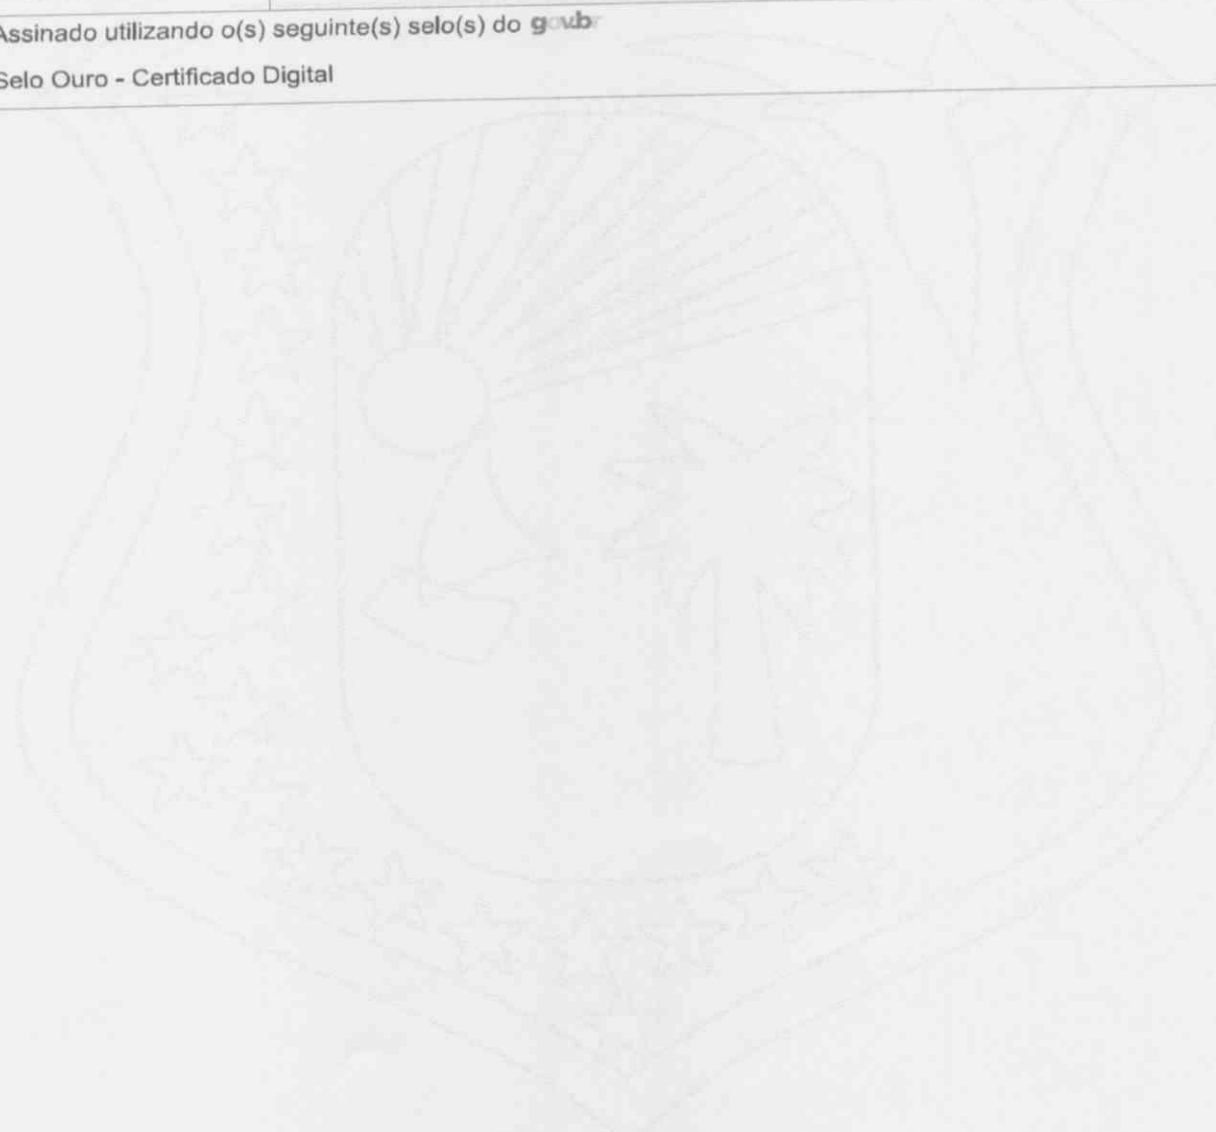 Assinado utilizando o(s) seguinte(s) selo(s) do gov.br
Selo Ouro - Certificado Digital